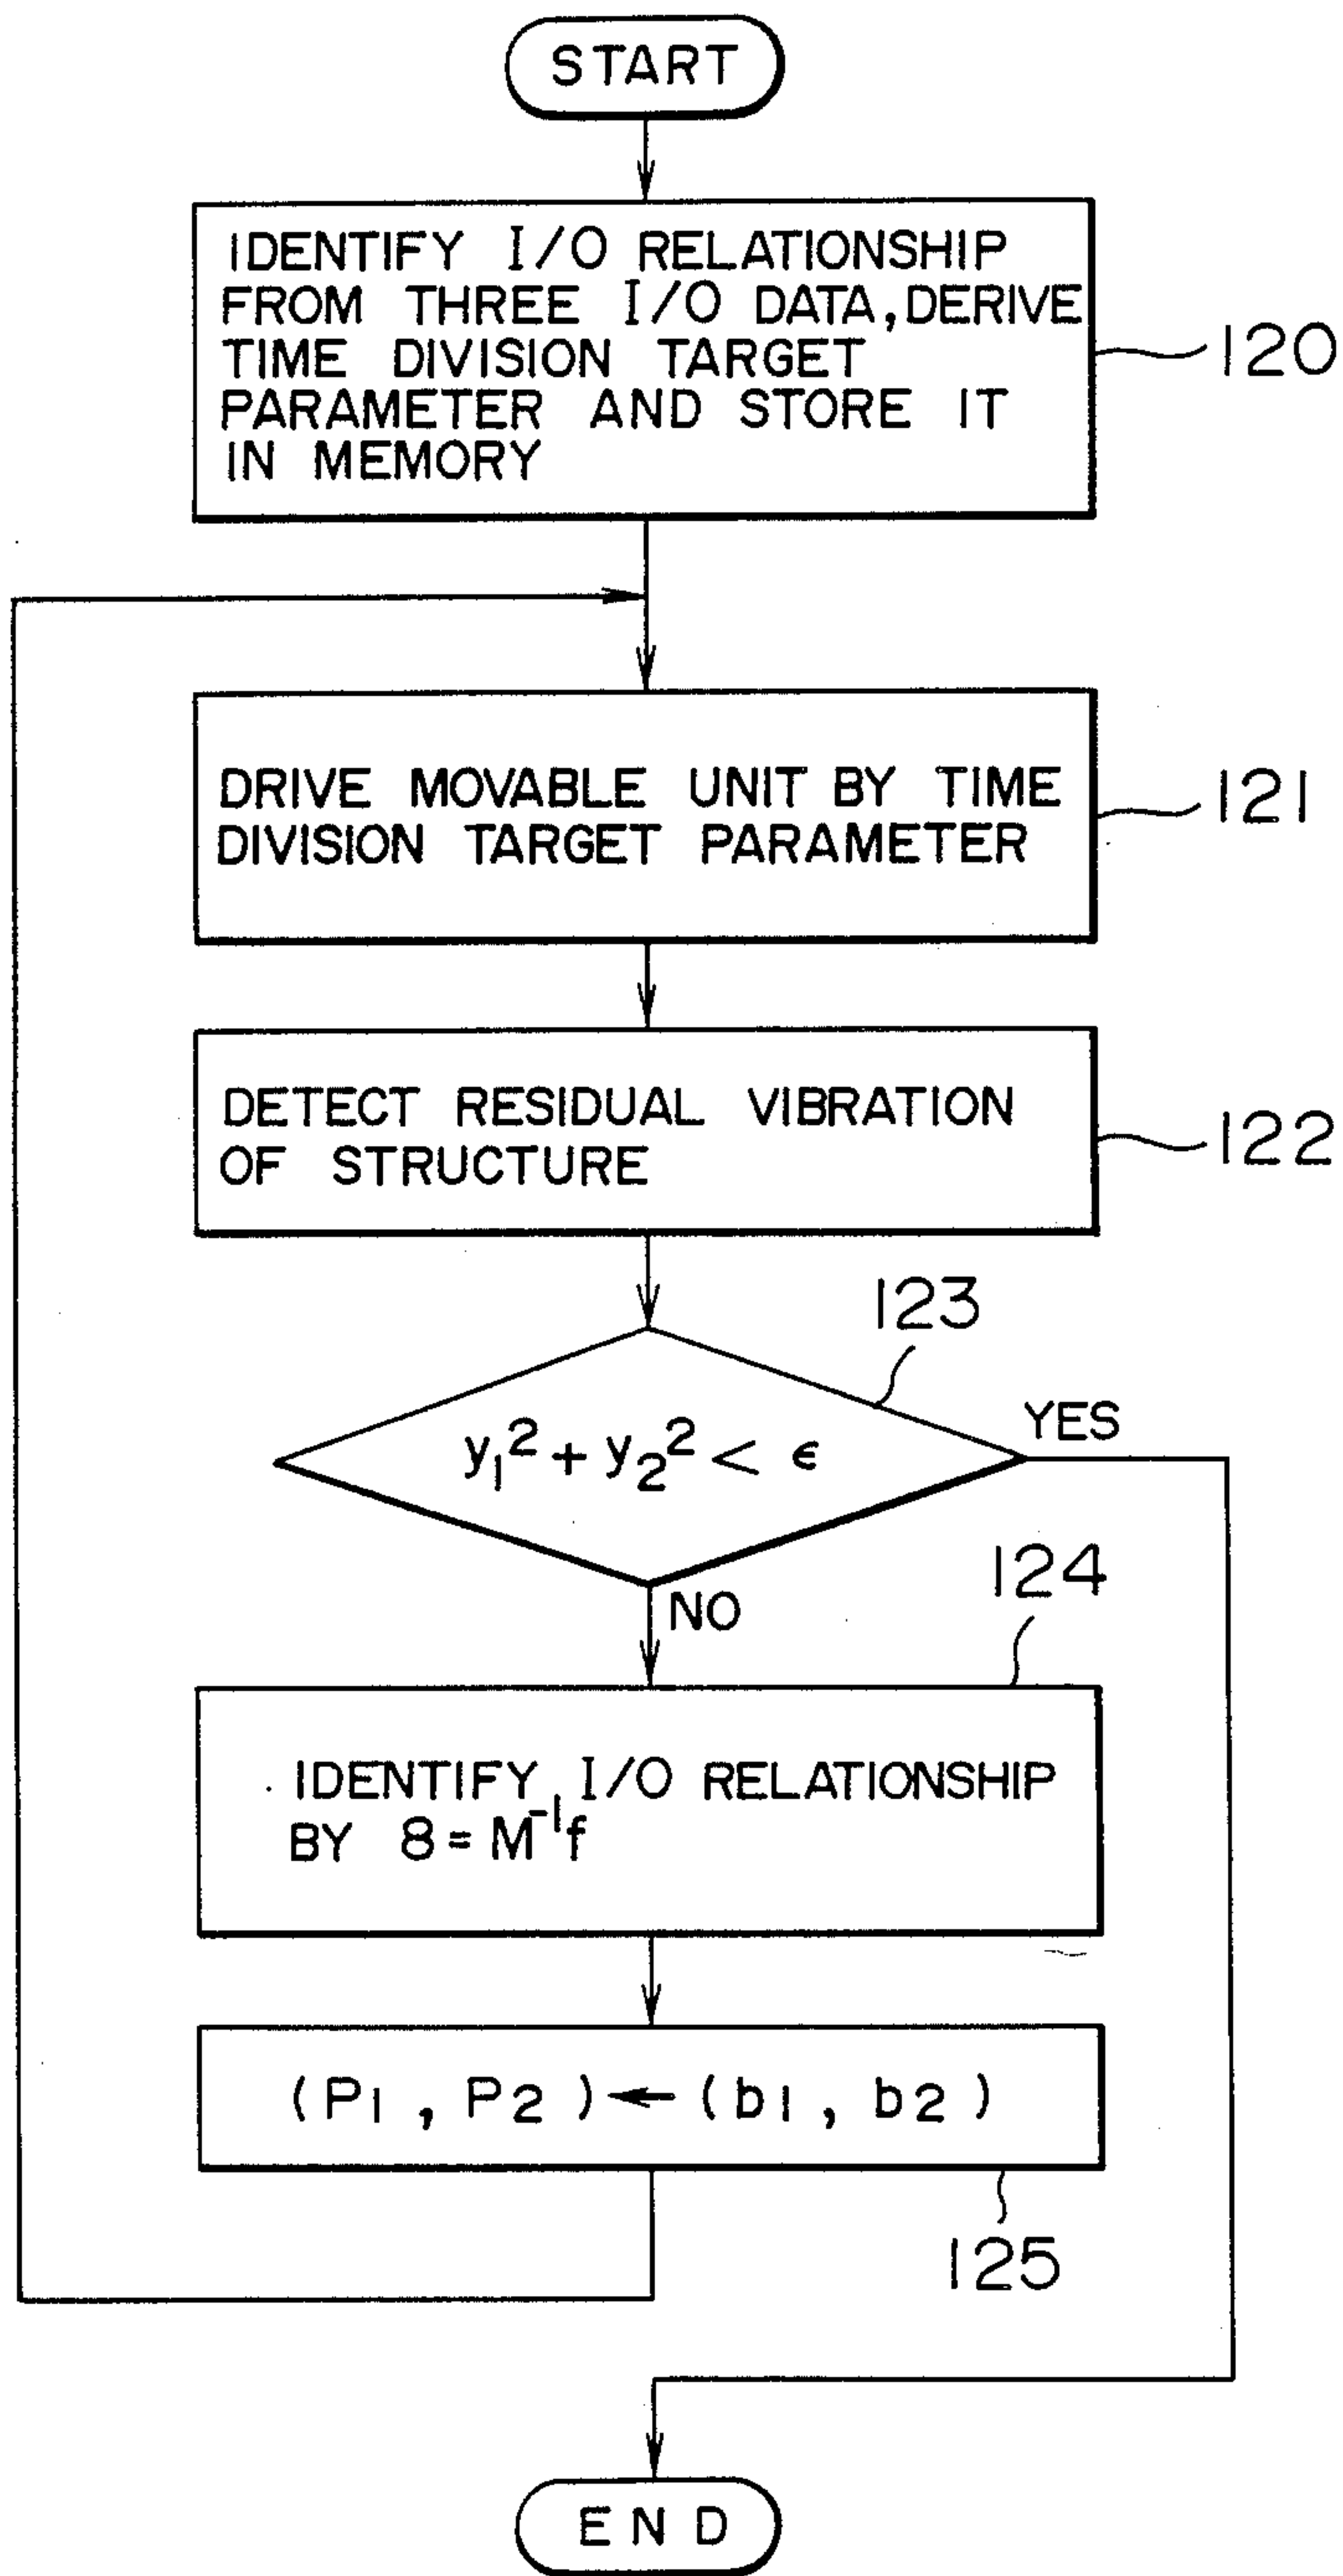 START
IDENTIFY I/O RELATIONSHIP
FROM THREE I/O DATA, DERIVE
TIME DIVISION TARGET
PARAMETER AND STORE IT
IN MEMORY
120
DRIVE MOVABLE UNIT BY TIME
DIVISION TARGET PARAMETER
121
DETECT RESIDUAL VIBRATION
OF STRUCTURE
122
123
y₁² + y₂² < ϵ
YES
NO
124
IDENTIFY I/O RELATIONSHIP
BY 8 = M⁻¹f
(P1, P2) ← (b1, b2)
125
END